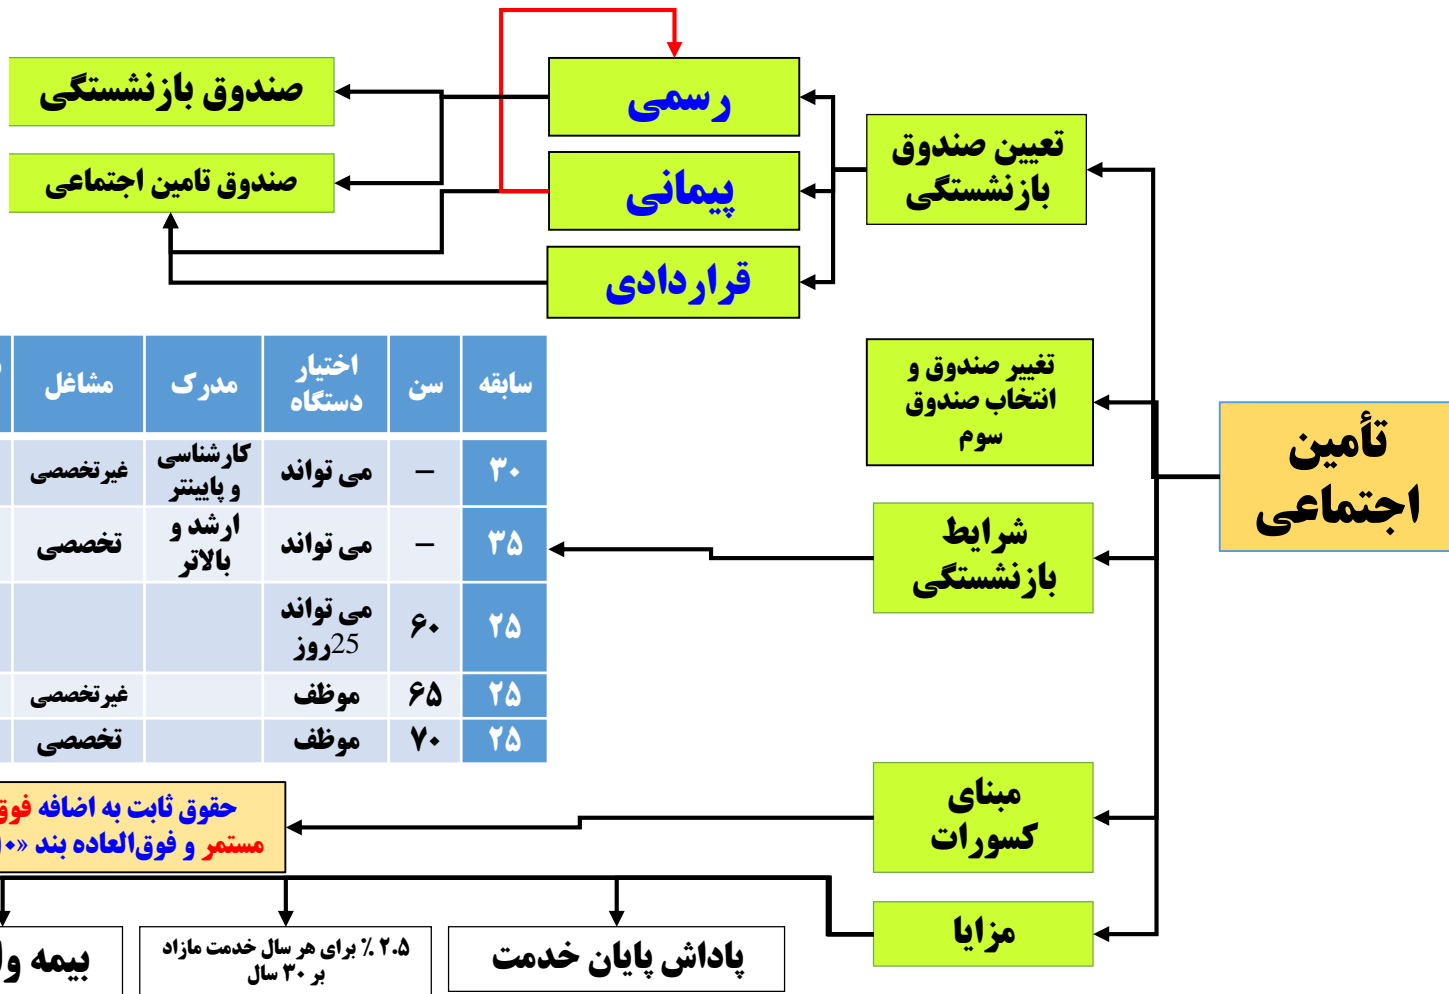 تأمین
اجتماعی
تعیین صندوق
بازنشستگی
رسمی
پیمانی
قراردادی
صندوق بازنشستگی
صندوق تامین اجتماعی
تغییر صندوق و
انتخاب صندوق
سوم
شرایط
بازنشستگی
سابقه سن اختیار دستگاه مدرک مشاغل
۳۰ – می تواند کارشناسی و پایینتر غیرتخصصی
۳۵ – می تواند ارشد و بالاتر تخصصی
۲۵ ۶۰ می تواند 25روز
۲۵ ۶۵ موظف غیرتخصصی
۲۵ ۷۰ موظف تخصصی
مبنای
کسورات
حقوق ثابت به اضافه
مستمر و فوق‌العاده بند
مزایا
پاداش پایان خدمت
۲.۵ ٪ برای هر سال خدمت مازاد
بر ۳۰ سال
بیمه